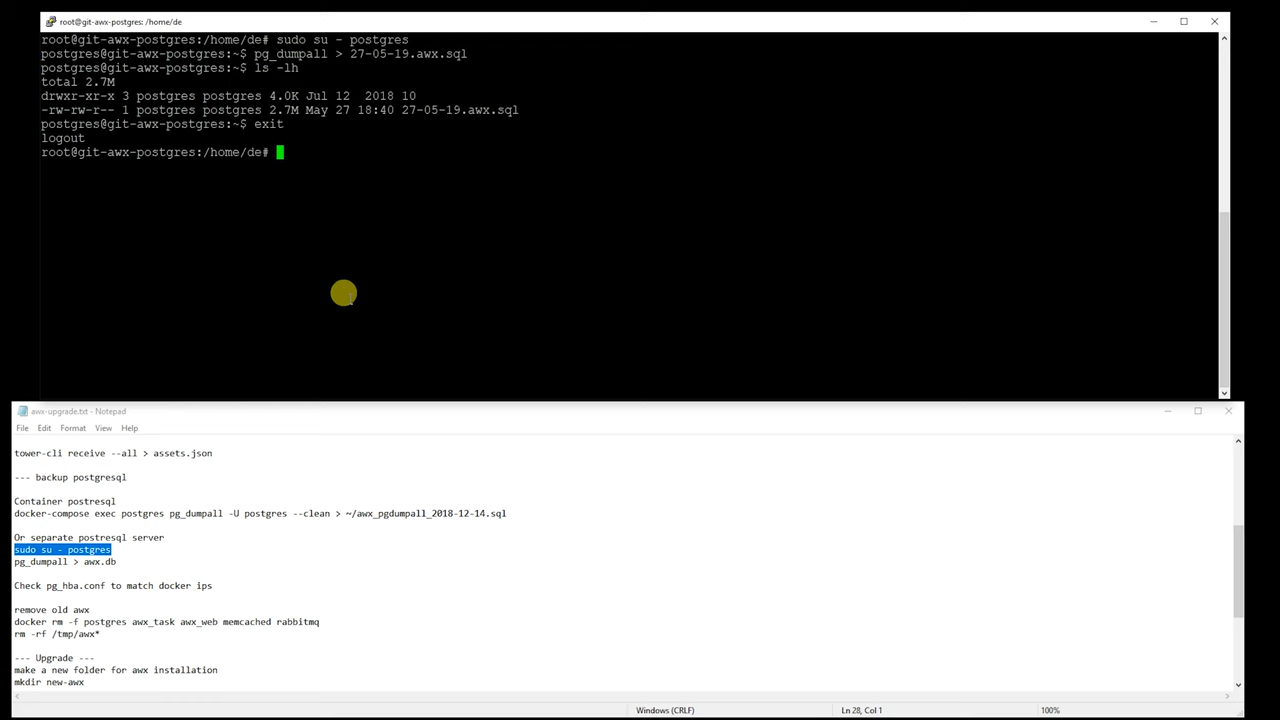 root@git-awx-postgres: /home/de
root@git-awx-postgres:/home/de# sudo su - postgres
postgres@git-awx-postgres:~$ pg_dumpall > 27-05-19.awx.sql
postgres@git-awx-postgres:~$ ls -lh
total 2.7M
drwxr-xr-x 3 postgres postgres 4.0K Jul 12  2018 10
-rw-rw-r-- 1 postgres postgres 2.7M May 27 18:40 27-05-19.awx.sql
postgres@git-awx-postgres:~$ exit
logout
root@git-awx-postgres:/home/de#
awx-upgrade.txt - Notepad
File Edit Format View Help
tower-cli receive --all > assets.json
--- backup postgresql
Container postresql
docker-compose exec postgres pg_dumpall -U postgres --clean > ~/awx_pgdumpall_2018-12-14.sql
Or separate postresql server
sudo su - postgres
pg_dumpall > awx.db
Check pg_hba.conf to match docker ips
remove old awx
docker rm -f postgres awx_task awx_web memcached rabbitmq
rm -rf /tmp/awx*
--- Upgrade ---
make a new folder for awx installation
mkdir new-awx
Windows (CRLF) Ln 28, Col 1 100%